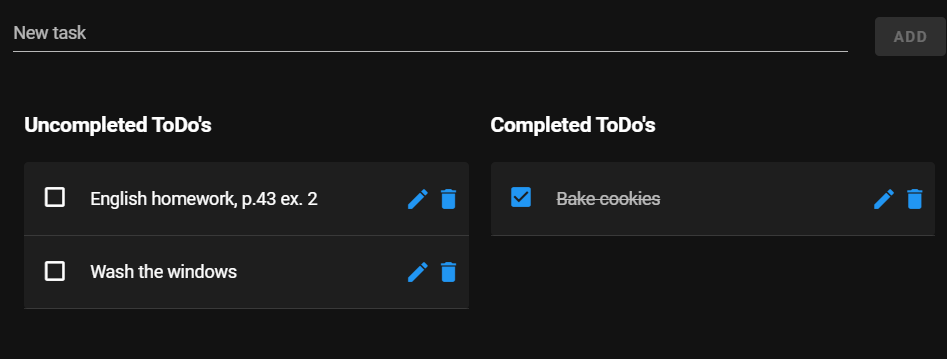 New task
ADD
Uncompleted ToDo's
English homework, p.43 ex. 2
Wash the windows
Completed ToDo's
Bake cookies